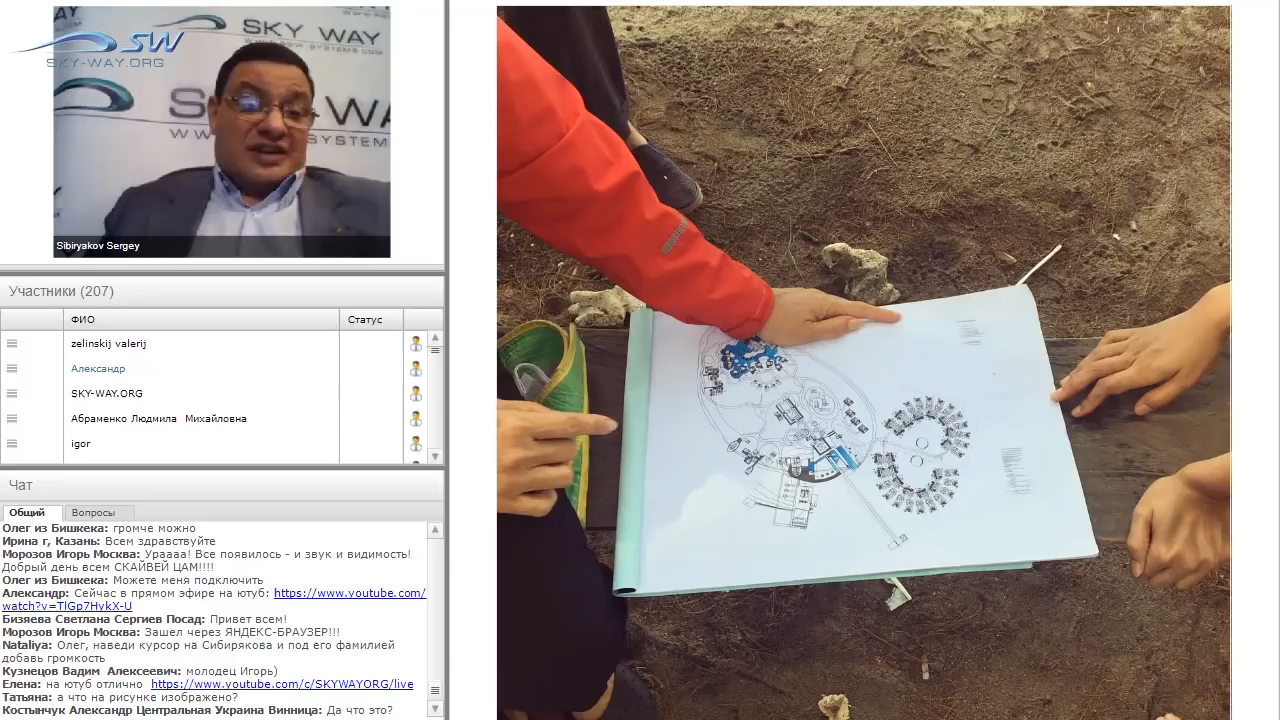 SKY WAY
WWW.RSW-SYSTEMS.COM
SW
SKY-WAY.ORG
Sibiryakov Sergey
Участники (207)
ФИО Статус
zelinskij valerij
Александр
SKY-WAY.ORG
Абраменко Людмила Михайловна
igor
Чат
Общий Вопросы
Олег из Бишкека: громче можно
Ирина г, Казань: Всем здравствуйте
Морозов Игорь Москва: Ураааа! Все появилось - и звук и видимость!
Добрый день всем СКАЙВЕЙ ЦАМ!!!!
Олег из Бишкека: Можете меня подключить
Александр: Сейчас в прямом эфире на ютуб: https://www.youtube.com/
watch?v=TlGp7HykX-U
Бизяева Светлана Сергиев Посад: Привет всем!
Морозов Игорь Москва: Зашел через ЯНДЕКС-БРАУЗЕР!!!
Nataliya: Олег, наведи курсор на Сибирякова и под его фамилией
добавь громкость
Кузнецов Вадим Алексеевич: молодец Игорь)
Елена: на ютуб отлично https://www.youtube.com/c/SKYWAYORG/live
Татьяна: а что на рисунке изображено?
Костынчук Александр Центральная Украина Винница: Да что это?